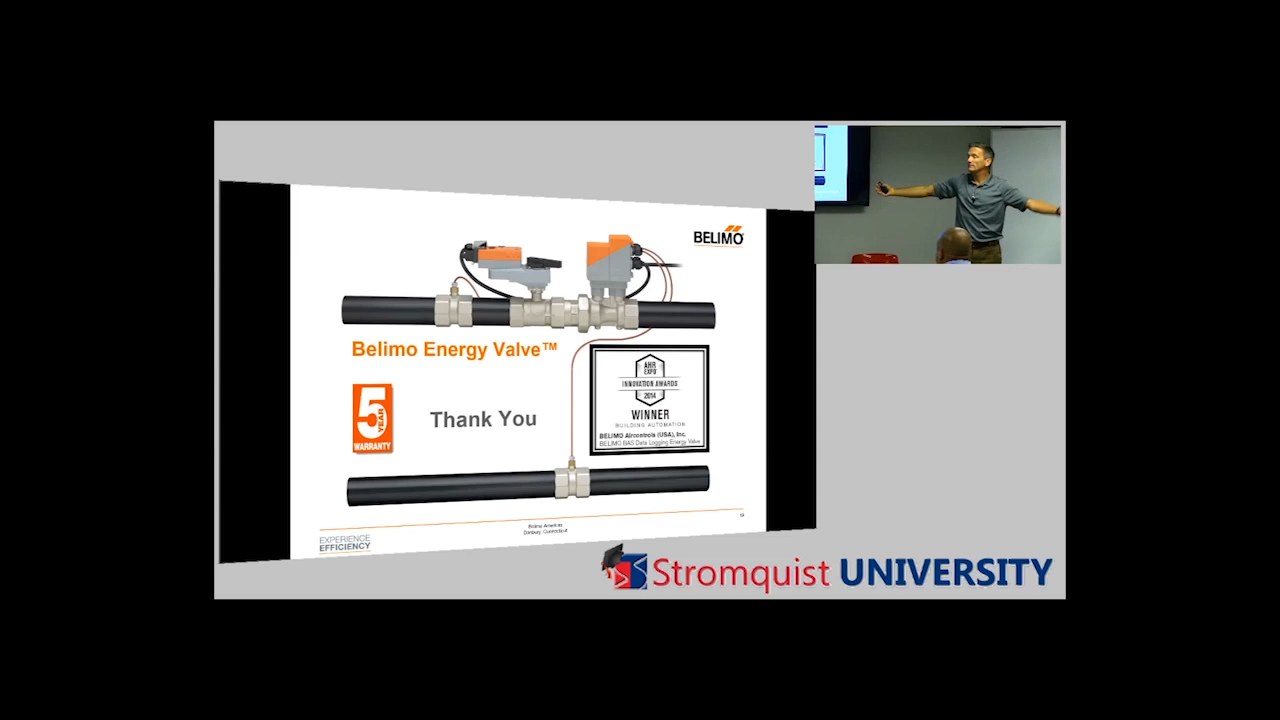 BELIMO
Belimo Energy Valve™
AHR
EXPO
INNOVATION AWARDS
2014
WINNER
BUILDING AUTOMATION
BELIMO Aircontrols (USA), Inc.
BELIMO BAS Data Logging Energy Valve
5
YEAR
WARRANTY
Thank You
Belimo Americas
Danbury, Connecticut
EXPERIENCE
EFFICIENCY
Stromquist UNIVERSITY